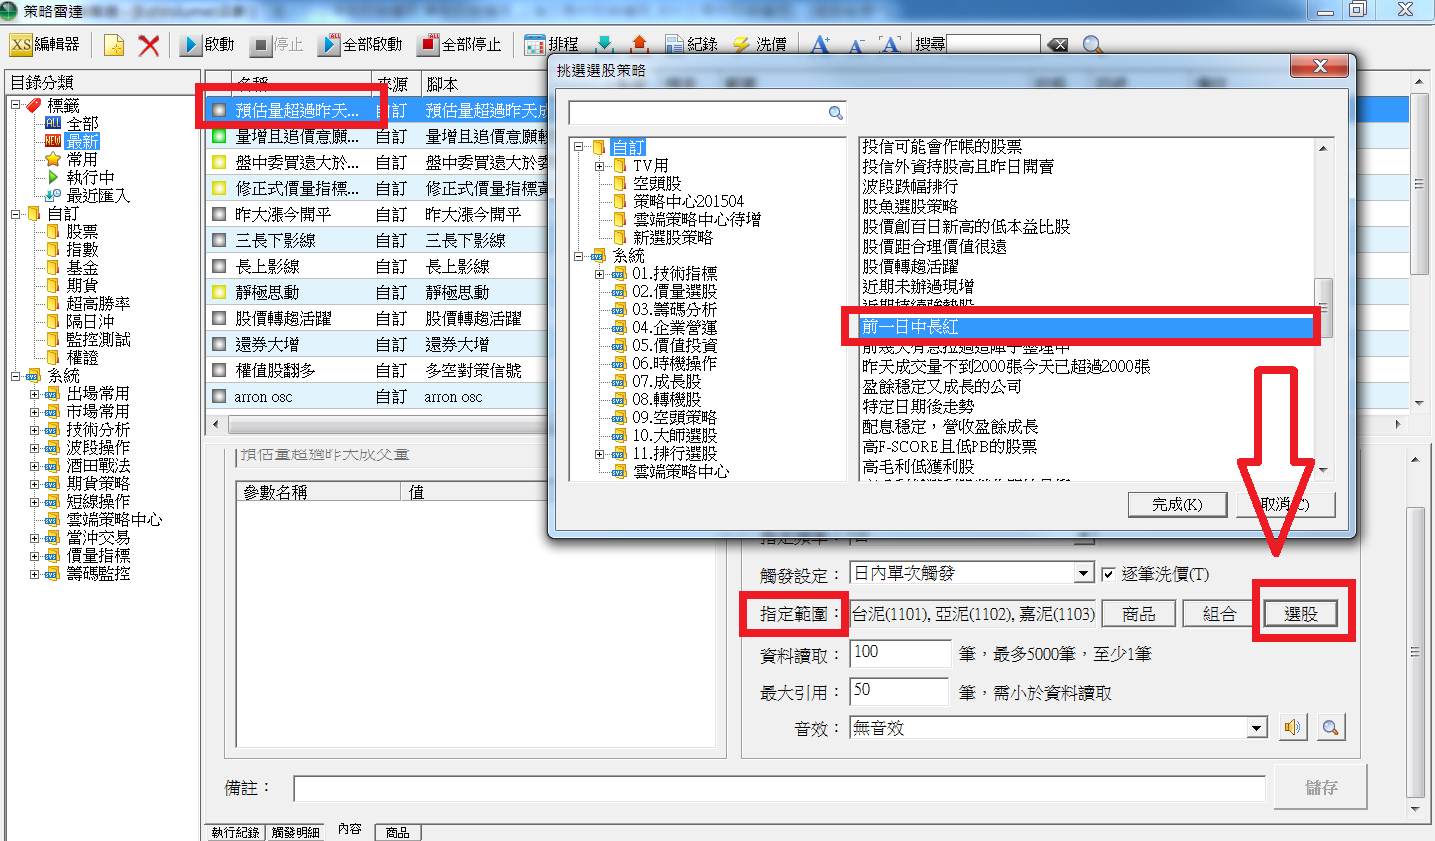 策略雷達
XS 編輯器 啟動 停止 全部啟動 全部停止 排程 紀錄 洗價 搜尋
目錄分類
標籤
ALL 全部
NEW 最新
常用
執行中
最近匯入
自訂
股票
指數
基金
期貨
超高勝率
隔日沖
監控測試
權證
系統
出場常用
市場常用
技術分析
波段操作
酒田戰法
期貨策略
短線操作
雲端策略中心
當沖交易
價量指標
籌碼監控
名稱 來源 腳本
預估量超過昨天... 自訂 預估量超過昨天成
量增且追價意願... 自訂 量增且追價意願較
盤中委買遠大於... 自訂 盤中委買遠大於委
修正式價量指標... 自訂 修正式價量指標黃
昨大漲今開平 自訂 昨大漲今開平
三長下影線 自訂 三長下影線
長上影線 自訂 長上影線
靜極思動 自訂 靜極思動
股價轉趨活躍 自訂 股價轉趨活躍
還券大增 自訂 還券大增
權值股翻多 自訂 多空對策信號
arron osc 自訂 arron osc
挑選選股策略
自訂
TV用
空頭股
策略中心201504
雲端策略中心待增
新選股策略
系統
01.技術指標
02.價量選股
03.籌碼分析
04.企業營運
05.價值投資
06.時機操作
07.成長股
08.轉機股
09.空頭策略
10.大師選股
11.排行選股
雲端策略中心
投信可能會作帳的股票
投信外資持股高且昨日開賣
波段跌幅排行
股魚選股策略
股價創百日新高的低本益比股
股價距合理價值很遠
股價轉趨活躍
近期未辦過現增
近期持續強勢股
前一日中長紅
前幾天有急拉過這陣子整理中
昨天成交量不到2000張今天已超過2000張
盈餘穩定又成長的公司
特定日期後走勢
配息穩定，營收盈餘成長
高F-SCORE且低PB的股票
高毛利低獲利股
完成(K) 取消(C)
預估量超過昨天成交量
參數名稱 值
指定頻率：
觸發設定： 日內單次觸發 逐筆洗價(T)
指定範圍： 台泥(1101), 亞泥(1102), 嘉泥(1103) 商品 組合 選股
資料讀取： 100 筆，最多5000筆，至少1筆
最大引用： 50 筆，需小於資料讀取
音效： 無音效
備註： 儲存
執行紀錄 觸發明細 內容 商品